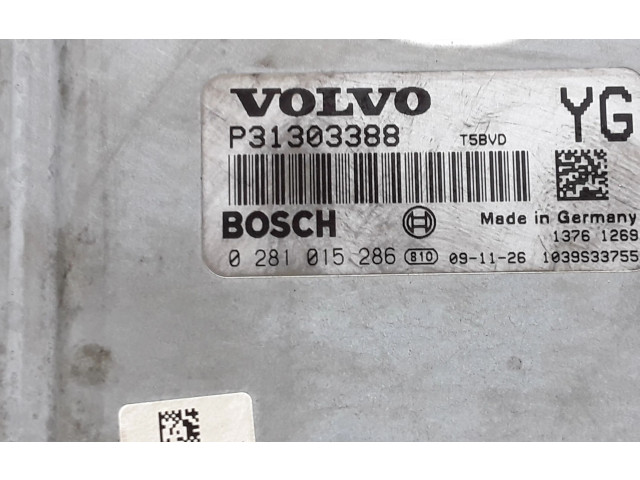 VOLVO
YG
P31303388 T5BVD
BOSCH Made in Germany
1376 1269
0 281 015 286 810 09-11-26 1039S33755